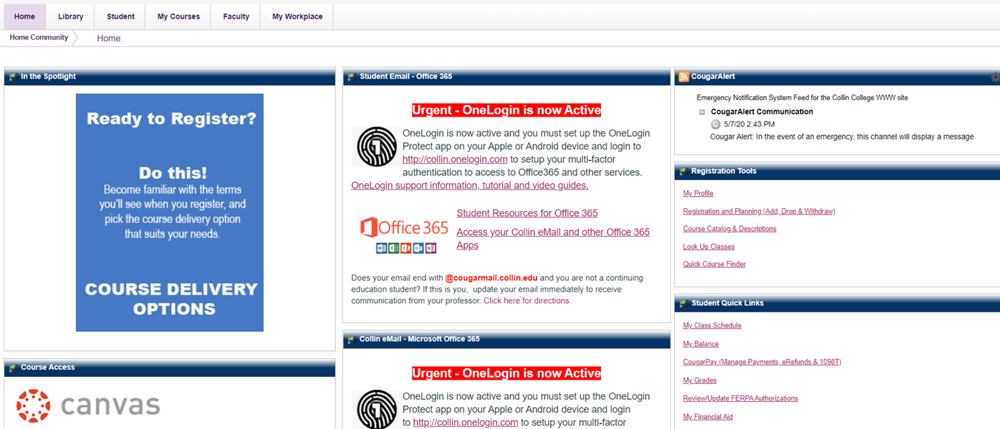 Home
Library
Student
My Courses
Faculty
My Workplace
Home Community
Home
In the Spotlight
Ready to Register?
Do this!
Become familiar with the terms
you'll see when you register, and
pick the course delivery option
that suits your needs.
COURSE DELIVERY
OPTIONS
Course Access
canvas
Student Email - Office 365
Urgent - OneLogin is now Active
OneLogin is now active and you must set up the OneLogin
Protect app on your Apple or Android device and login to
http://collin.onelogin.com to setup your multi-factor
authentication to access to Office365 and other services.
OneLogin support information, tutorial and video guides.
Office 365
Student Resources for Office 365
Access your Collin eMail and other Office 365
Apps
Does your email end with @cougarmail.collin.edu and you are not a continuing
education student? If this is you, update your email immediately to receive
communication from your professor. Click here for directions.
Collin eMail - Microsoft Office 365
Urgent - OneLogin is now Active
OneLogin is now active and you must set up the OneLogin
Protect app on your Apple or Android device and login
to http://collin.onelogin.com to setup your multi-factor
CougarAlert
Emergency Notification System Feed for the Collin College WWW site
CougarAlert Communication
5/7/20 2:43 PM
Cougar Alert: In the event of an emergency, this channel will display a message.
Registration Tools
My Profile
Registration and Planning (Add, Drop & Withdraw)
Course Catalog & Descriptions
Look Up Classes
Quick Course Finder
Student Quick Links
My Class Schedule
My Balance
CougarPay (Manage Payments, eRefunds & 1098T)
My Grades
Review/Update FERPA Authorizations
My Financial Aid